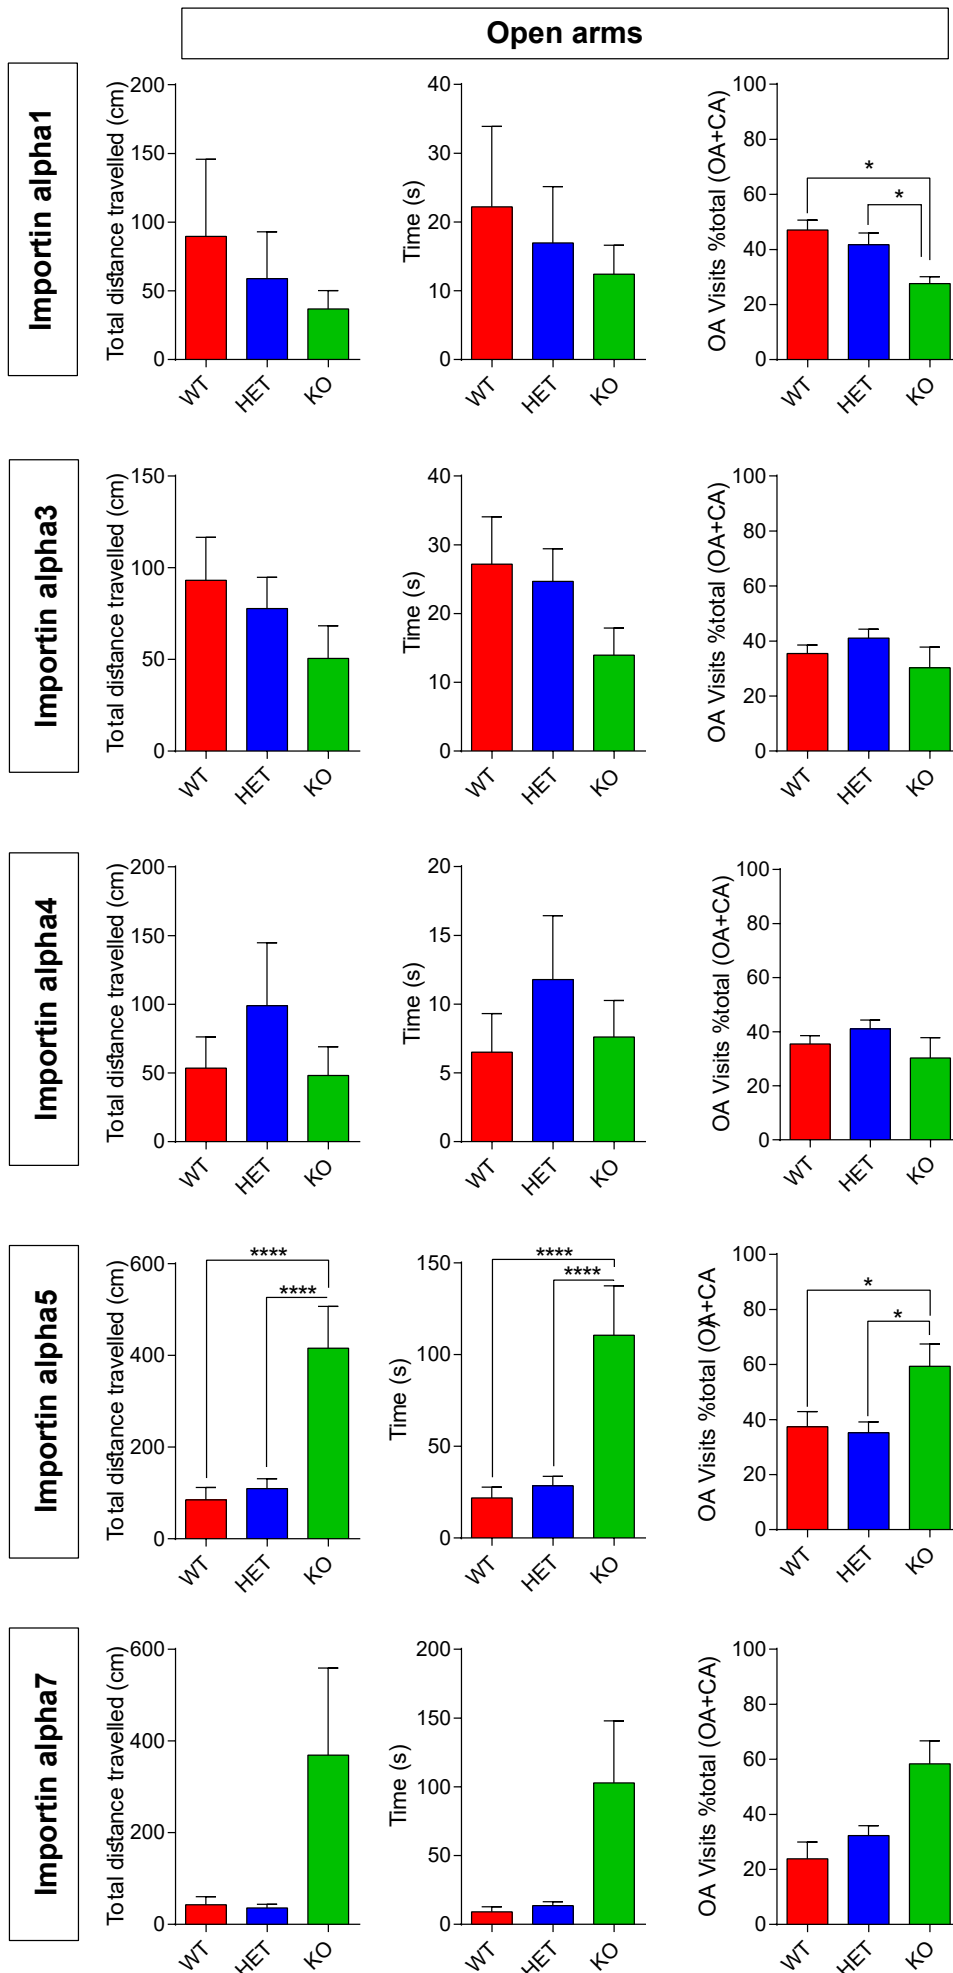 Open arms
Importin alpha1
Total distance travelled (cm)
200
150
100
50
0
WT
HET
KO
Time (s)
40
30
20
10
0
WT
HET
KO
OA Visits %total (OA+CA)
100
80
60
40
20
0
*
*
WT
HET
KO
Importin alpha3
Total distance travelled (cm)
150
100
50
0
WT
HET
KO
Time (s)
40
30
20
10
0
WT
HET
KO
OA Visits %total (OA+CA)
100
80
60
40
20
0
WT
HET
KO
Importin alpha4
Total distance travelled (cm)
200
150
100
50
0
WT
HET
KO
Time (s)
20
15
10
5
0
WT
HET
KO
OA Visits %total (OA+CA)
100
80
60
40
20
0
WT
HET
KO
Importin alpha5
Total distance travelled (cm)
600
400
200
0
****
****
WT
HET
KO
Time (s)
150
100
50
0
****
****
WT
HET
KO
OA Visits %total (OA+CA
100
80
60
40
20
0
*
*
WT
HET
KO
Importin alpha7
Total distance travelled (cm)
600
400
200
0
WT
HET
KO
Time (s)
200
150
100
50
0
WT
HET
KO
OA Visits %total (OA+CA)
100
80
60
40
20
0
WT
HET
KO